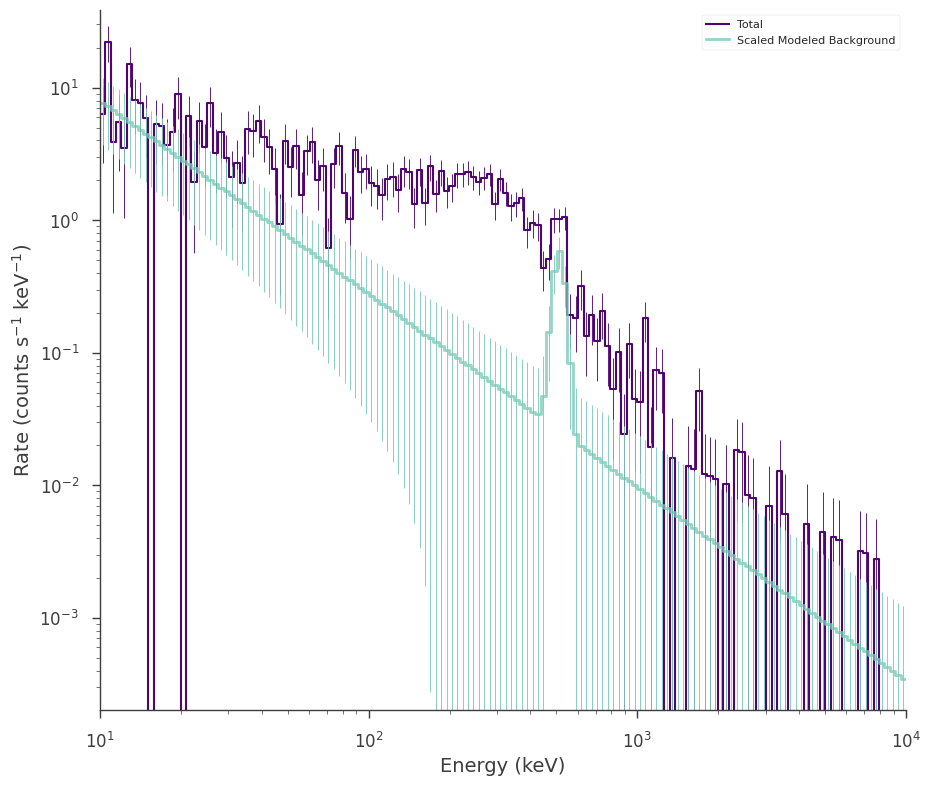 Total
Scaled Modeled Background
10¹
10⁰
10⁻¹
10⁻²
10⁻³
Rate (counts s⁻¹ keV⁻¹)
10¹ 10² 10³ 10⁴
Energy (keV)